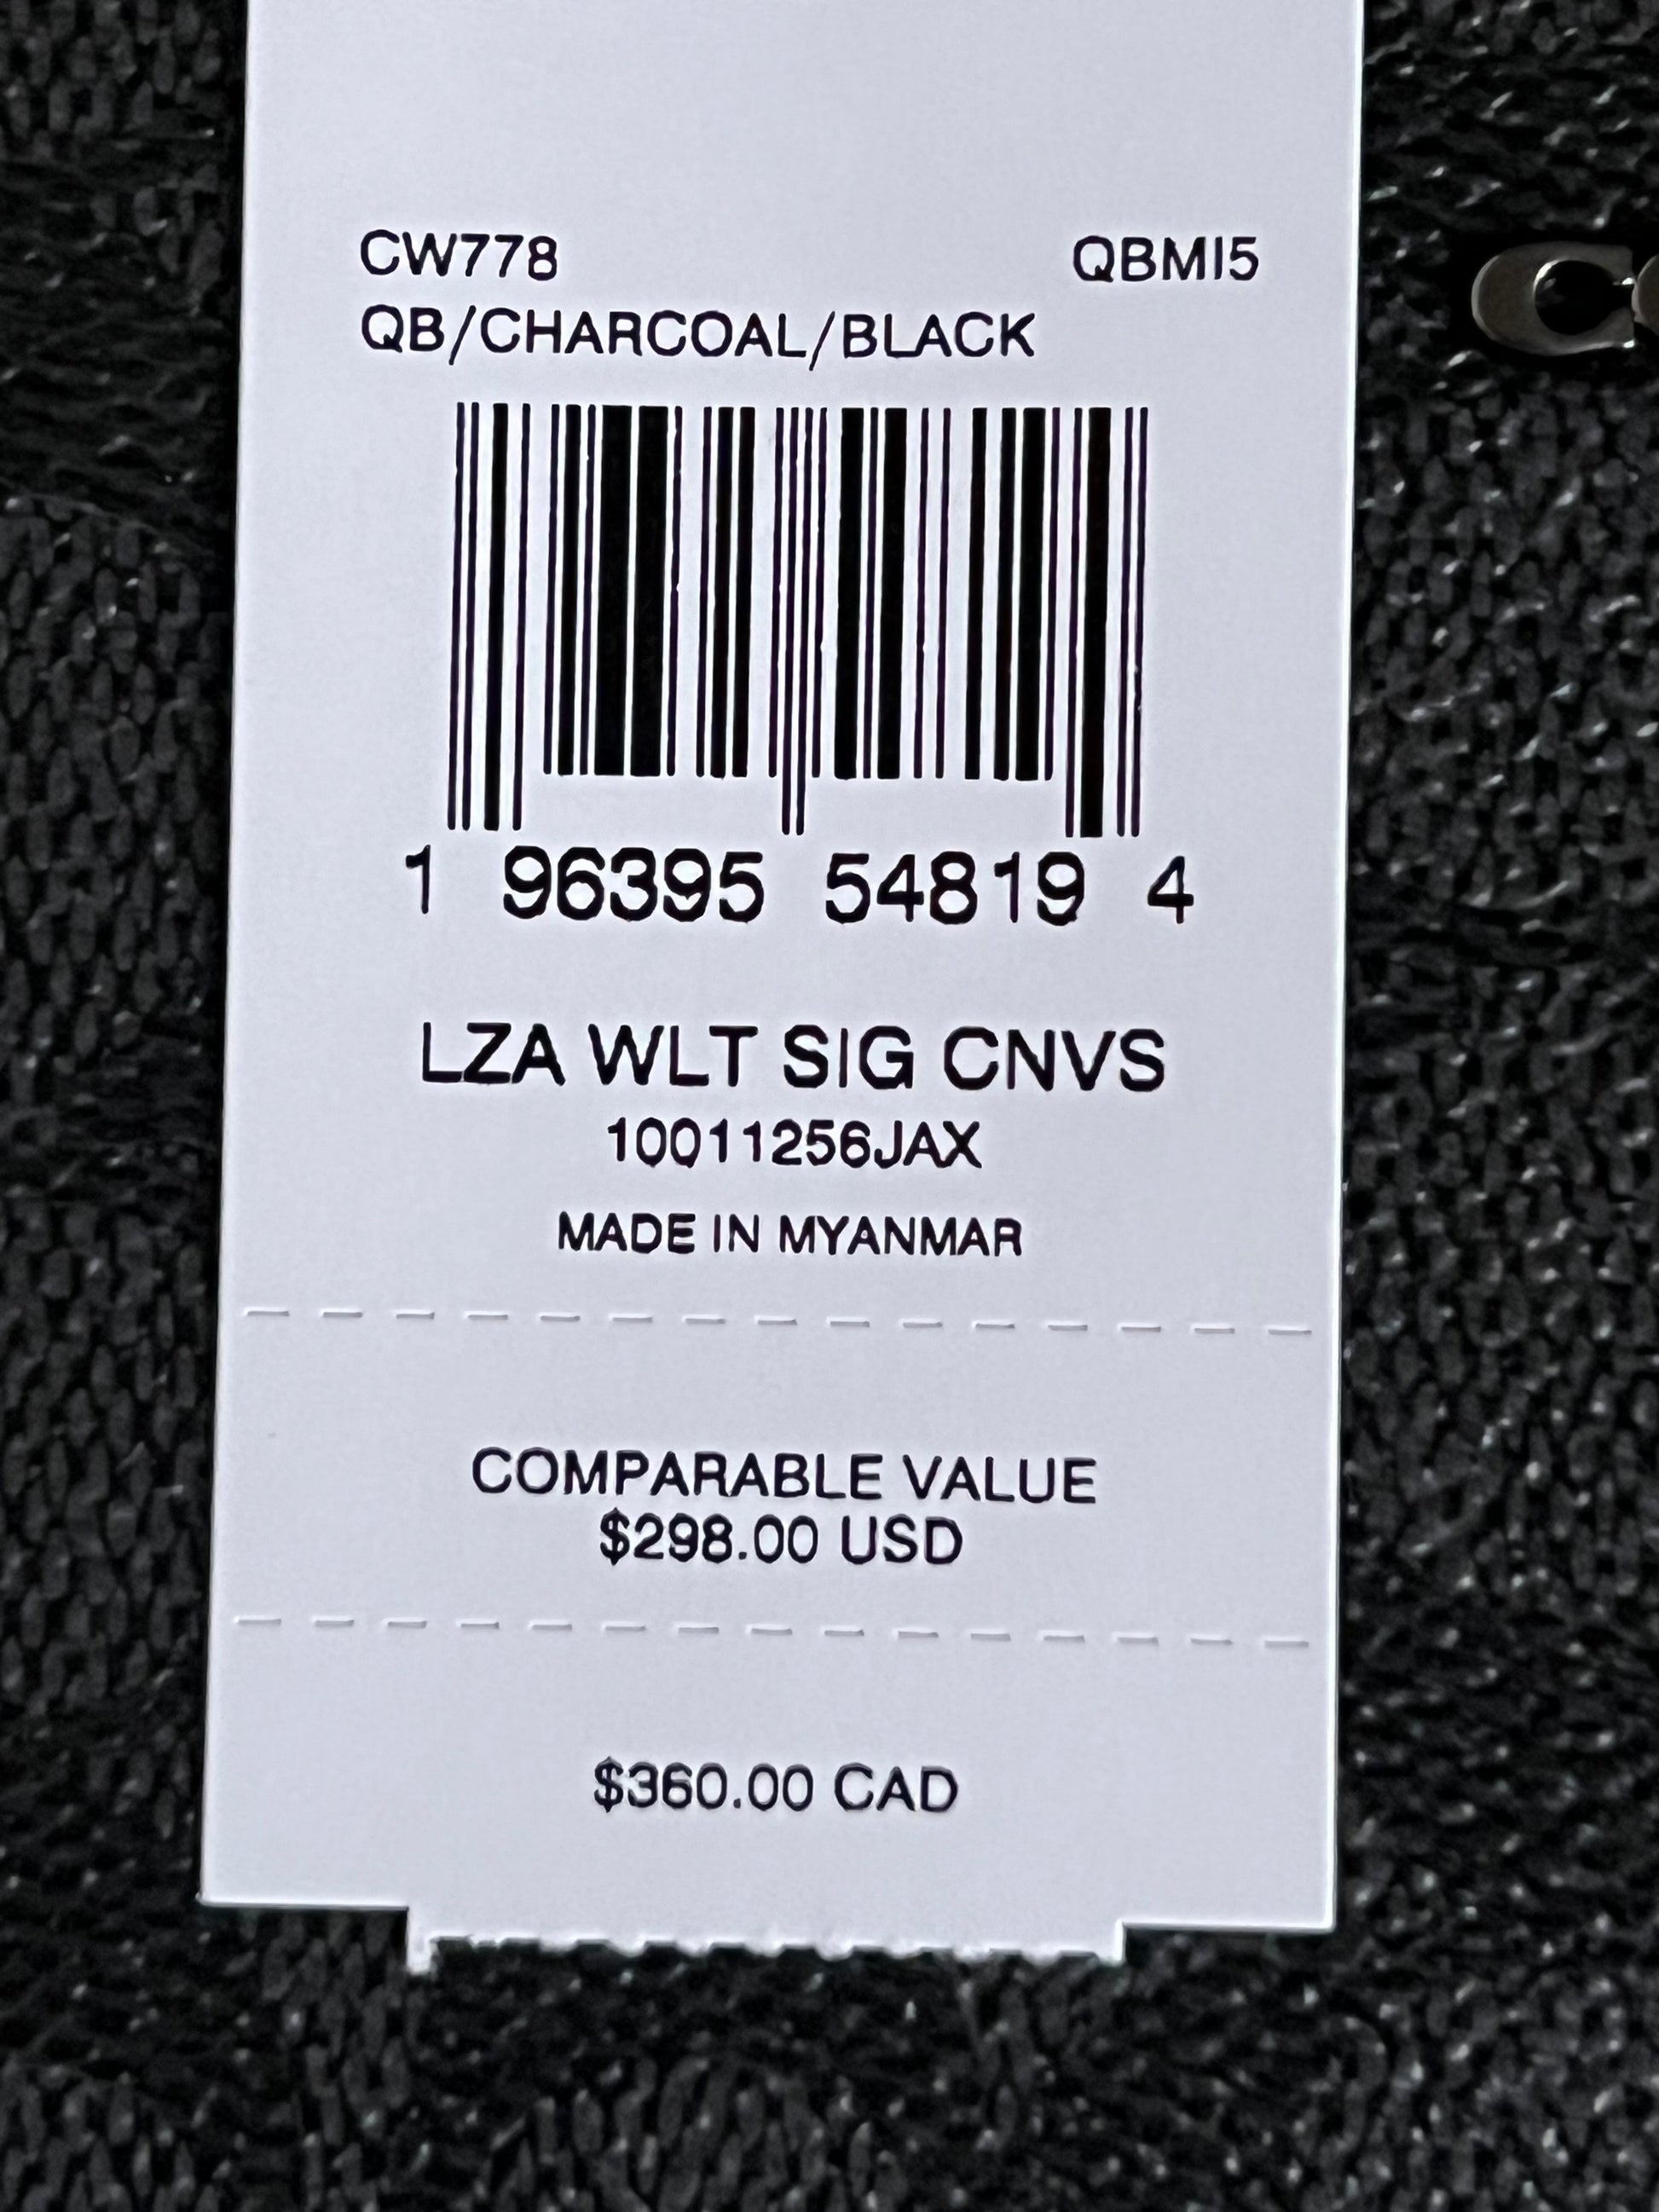 CW778 QBMI5
QB/CHARCOAL/BLACK
1 96395 54819 4
LZA WLT SIG CNVS
10011256JAX
MADE IN MYANMAR
COMPARABLE VALUE
$298.00 USD
$360.00 CAD